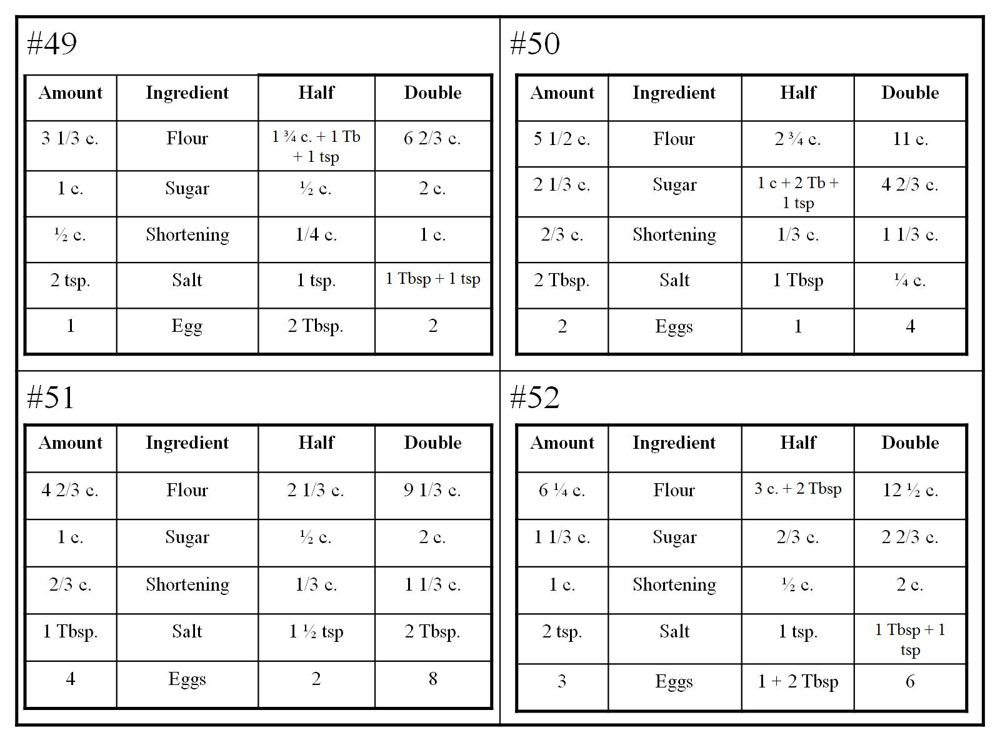 #49
Amount Ingredient Half Double
3 1/3 c. Flour 1 ¾ c. + 1 Tb + 1 tsp 6 2/3 c.
1 c. Sugar ½ c. 2 c.
½ c. Shortening 1/4 c. 1 c.
2 tsp. Salt 1 tsp. 1 Tbsp + 1 tsp
1 Egg 2 Tbsp. 2
#50
Amount Ingredient Half Double
5 1/2 c. Flour 2 ¾ c. 11 c.
2 1/3 c. Sugar 1 c + 2 Tb + 1 tsp 4 2/3 c.
2/3 c. Shortening 1/3 c. 1 1/3 c.
2 Tbsp. Salt 1 Tbsp ¼ c.
2 Eggs 1 4
#51
Amount Ingredient Half Double
4 2/3 c. Flour 2 1/3 c. 9 1/3 c.
1 c. Sugar ½ c. 2 c.
2/3 c. Shortening 1/3 c. 1 1/3 c.
1 Tbsp. Salt 1 ½ tsp 2 Tbsp.
4 Eggs 2 8
#52
Amount Ingredient Half Double
6 ¼ c. Flour 3 c. + 2 Tbsp 12 ½ c.
1 1/3 c. Sugar 2/3 c. 2 2/3 c.
1 c. Shortening ½ c. 2 c.
2 tsp. Salt 1 tsp. 1 Tbsp + 1 tsp
3 Eggs 1 + 2 Tbsp 6